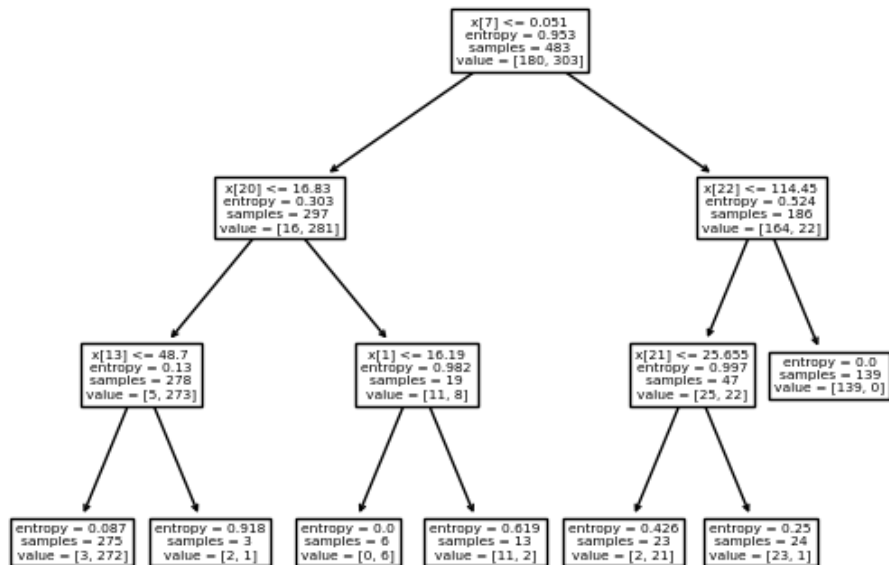 x[7] <= 0.051
entropy = 0.953
samples = 483
value = [180, 303]
x[20] <= 16.83
entropy = 0.303
samples = 297
value = [16, 281]
x[22] <= 114.45
entropy = 0.524
samples = 186
value = [164, 22]
x[13] <= 48.7
entropy = 0.13
samples = 278
value = [5, 273]
x[1] <= 16.19
entropy = 0.982
samples = 19
value = [11, 8]
x[21] <= 25.655
entropy = 0.997
samples = 47
value = [25, 22]
entropy = 0.0
samples = 139
value = [139, 0]
entropy = 0.087
samples = 275
value = [3, 272]
entropy = 0.918
samples = 3
value = [2, 1]
entropy = 0.0
samples = 6
value = [0, 6]
entropy = 0.619
samples = 13
value = [11, 2]
entropy = 0.426
samples = 23
value = [2, 21]
entropy = 0.25
samples = 24
value = [23, 1]